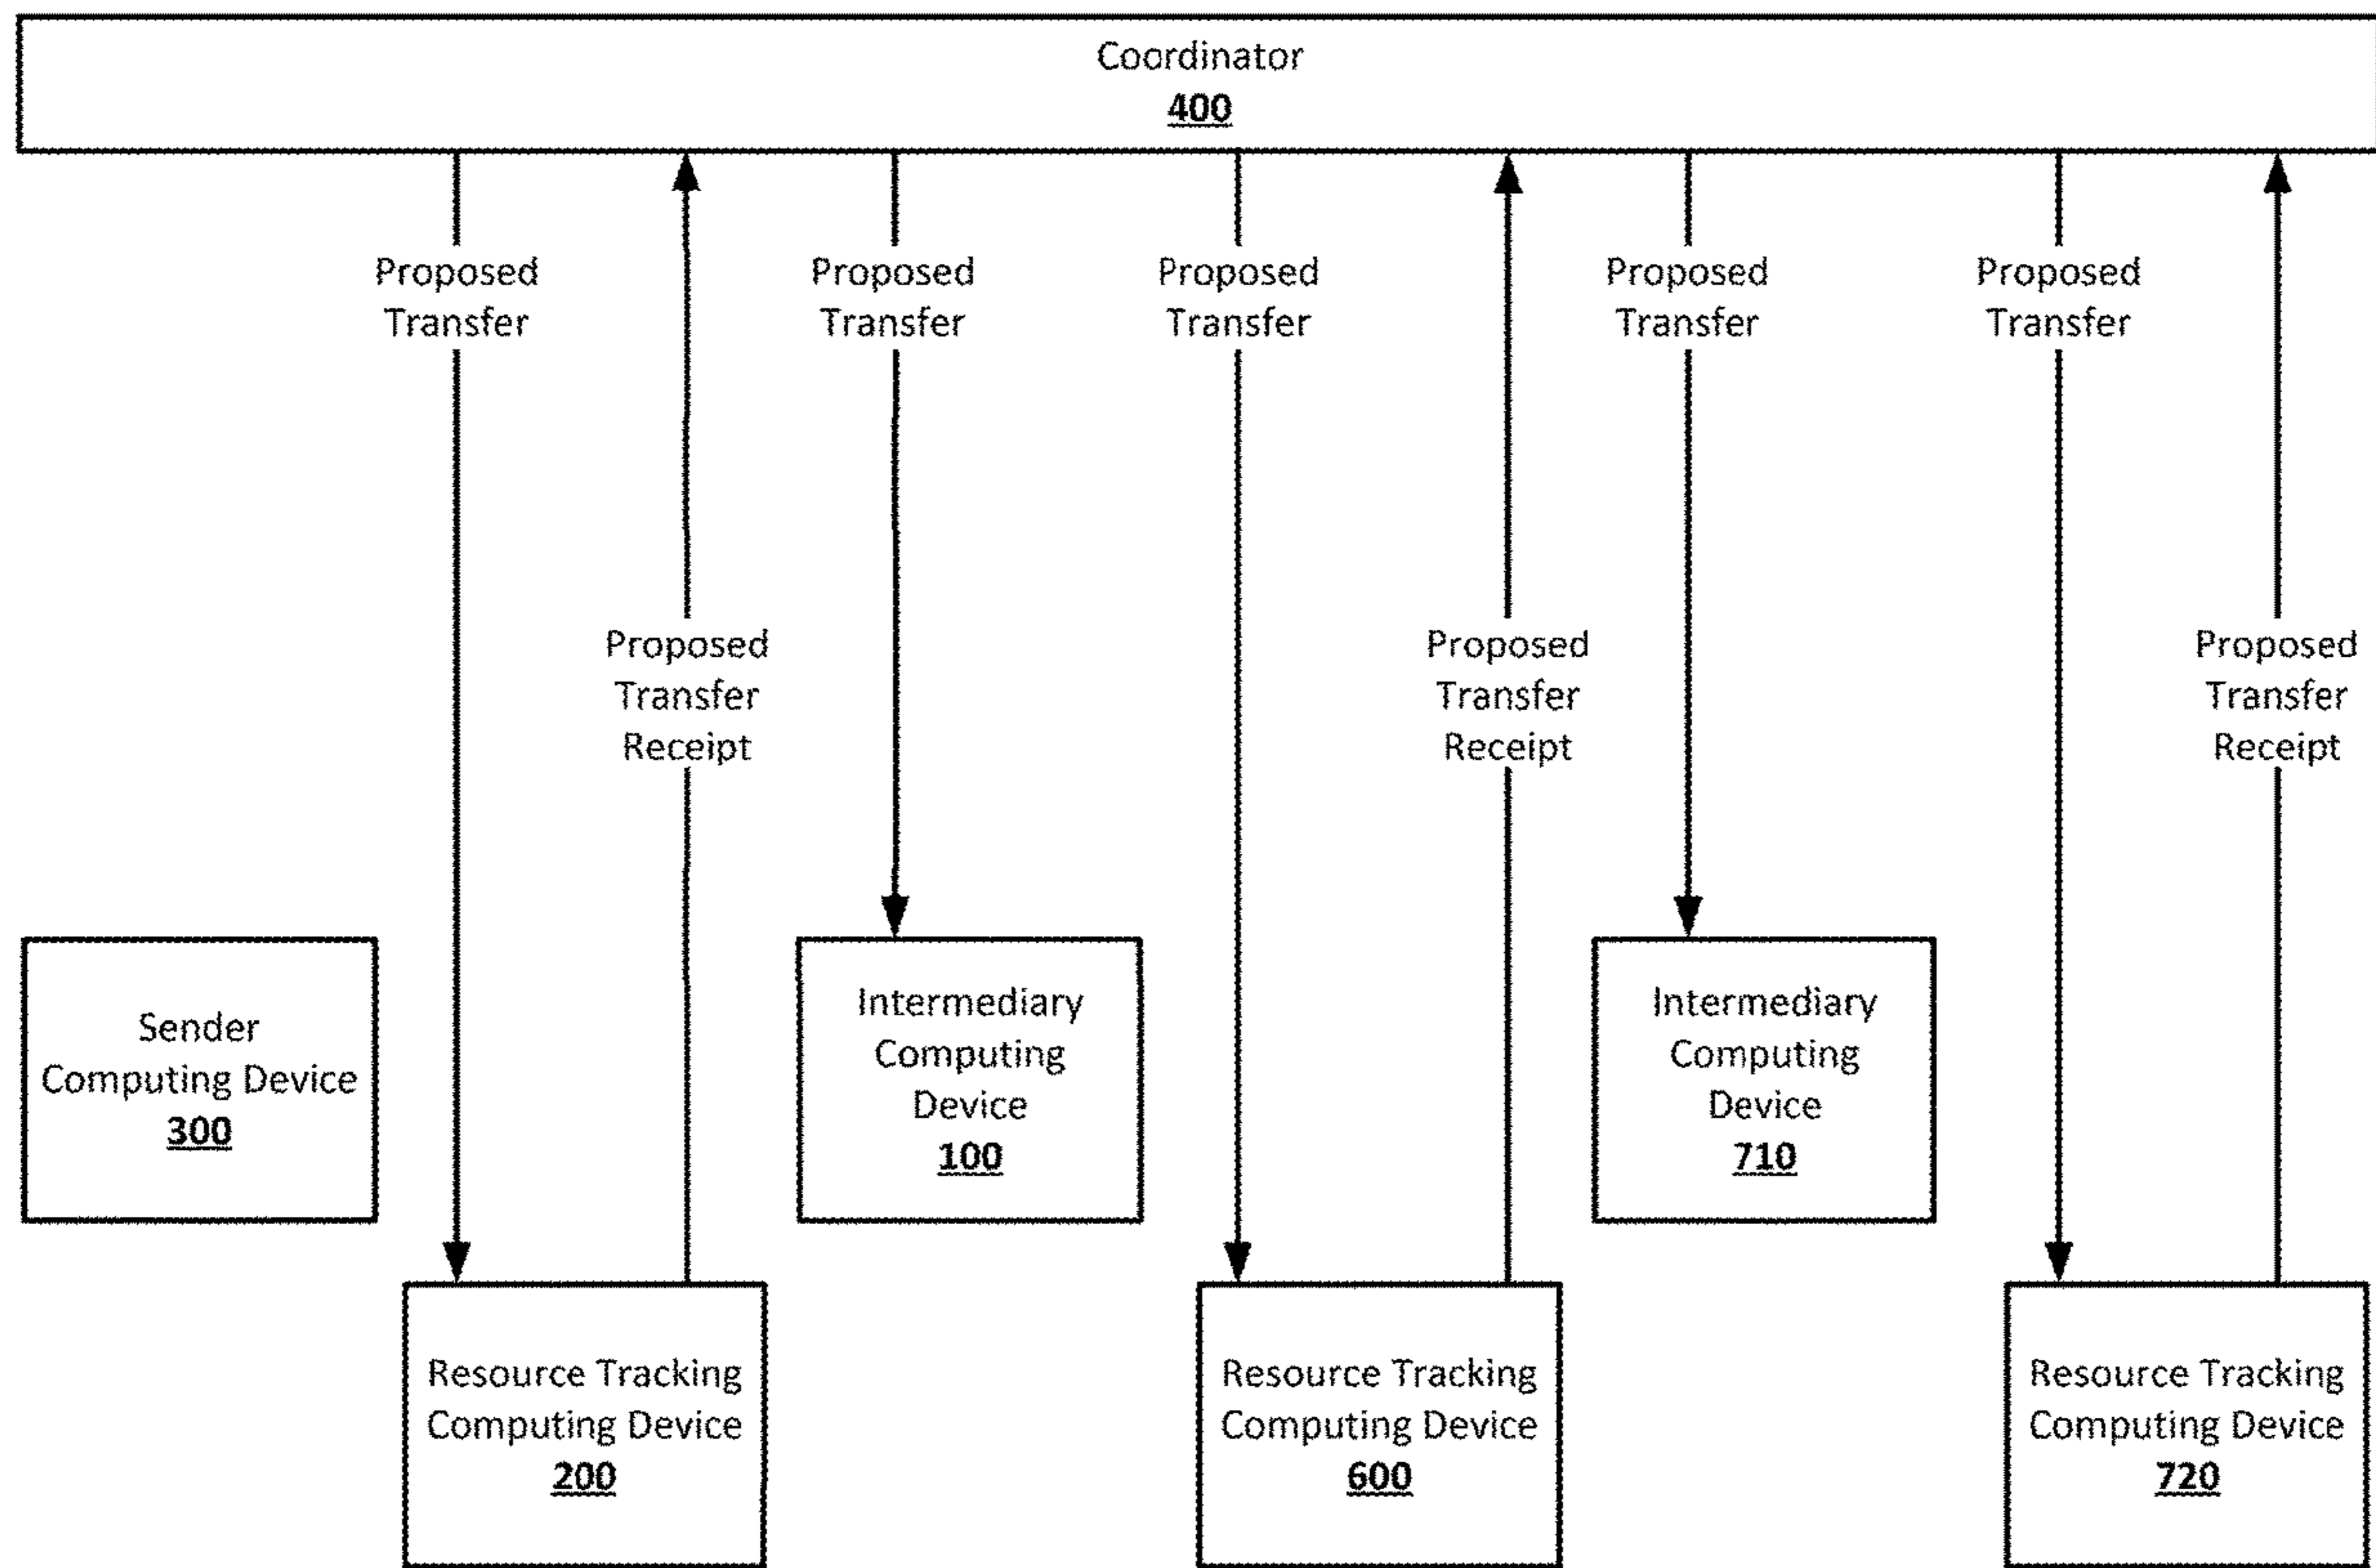 Coordinator
400
Proposed
Transfer
Proposed
Transfer
Proposed
Transfer
Proposed
Transfer
Proposed
Transfer
Proposed
Transfer
Receipt
Proposed
Transfer
Receipt
Proposed
Transfer
Receipt
Sender
Computing Device
300
Intermediary
Computing
Device
100
Intermediary
Computing
Device
710
Resource Tracking
Computing Device
200
Resource Tracking
Computing Device
600
Resource Tracking
Computing Device
720